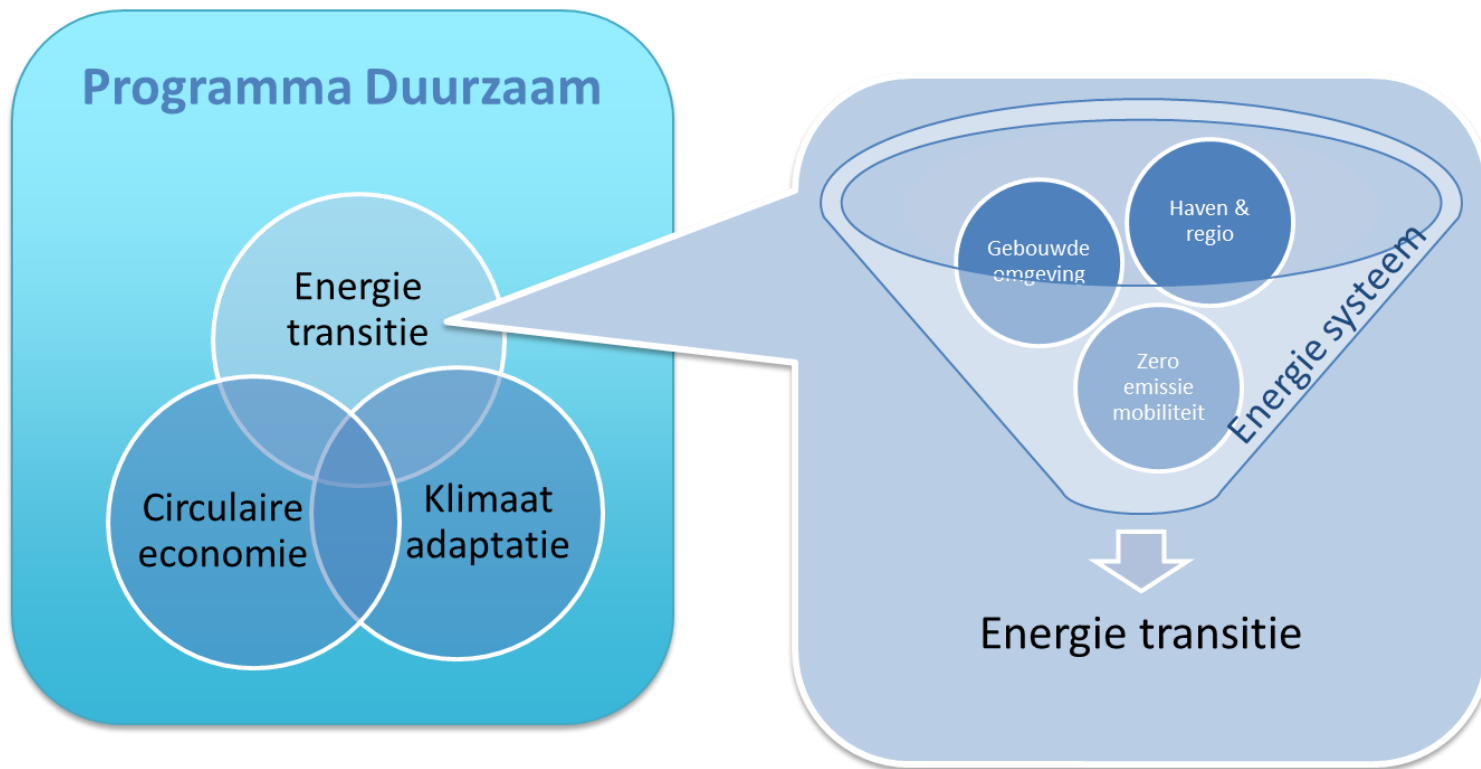 Programma Duurzaam
Energie
transitie
Circulaire
economie
Klimaat
adaptatie
Haven &
regio
Gebouwde
omgeving
Zero
emissie
mobiliteit
Energie systeem
Energie transitie